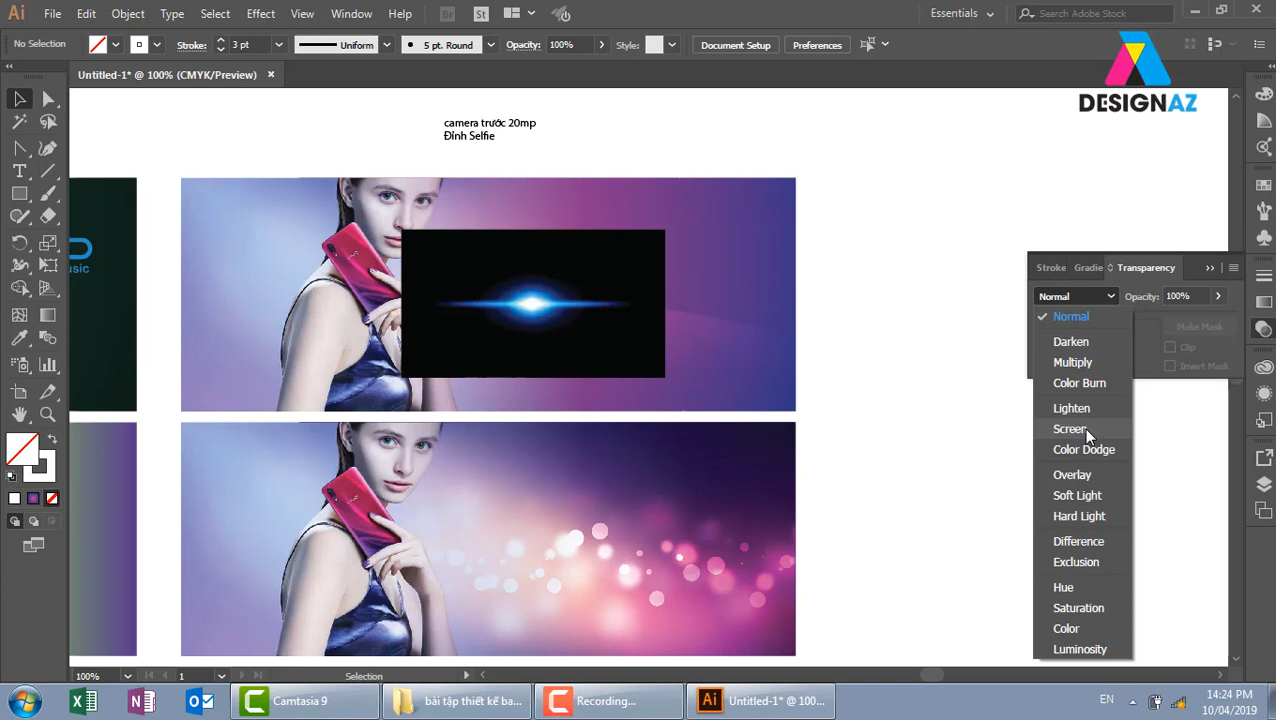 Ai File Edit Object Type Select Effect View Window Help Br St Essentials Search Adobe Stock
No Selection Stroke: 3 pt Uniform 5 pt. Round Opacity: 100% Style: Document Setup Preferences
Untitled-1* @ 100% (CMYK/Preview)
DESIGNAZ
camera trước 20mp
Đỉnh Selfie
usic
Stroke Gradie Transparency
Normal Opacity: 100%
Normal
Make Mask
Darken
Clip
Multiply
Invert Mask
Color Burn
Lighten
Screen
Color Dodge
Overlay
Soft Light
Hard Light
Difference
Exclusion
Hue
Saturation
Color
Luminosity
100% 1 Selection
Camtasia 9 bài tập thiết kế ba... Recording... Untitled-1* @ 100... EN 14:24 PM
10/04/2019